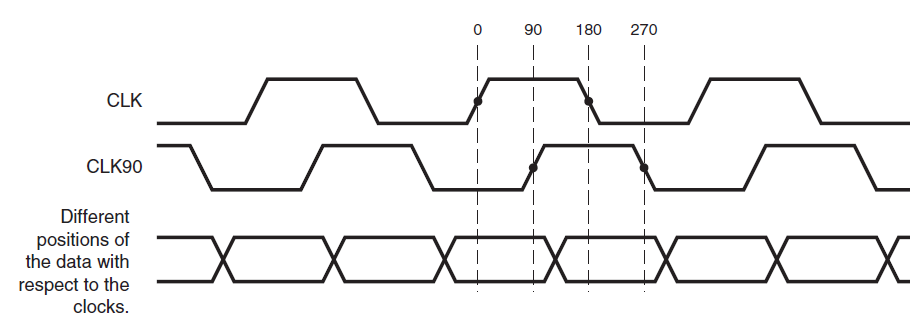 0 90 180 270
CLK
CLK90
Different
positions of
the data with
respect to the
clocks.